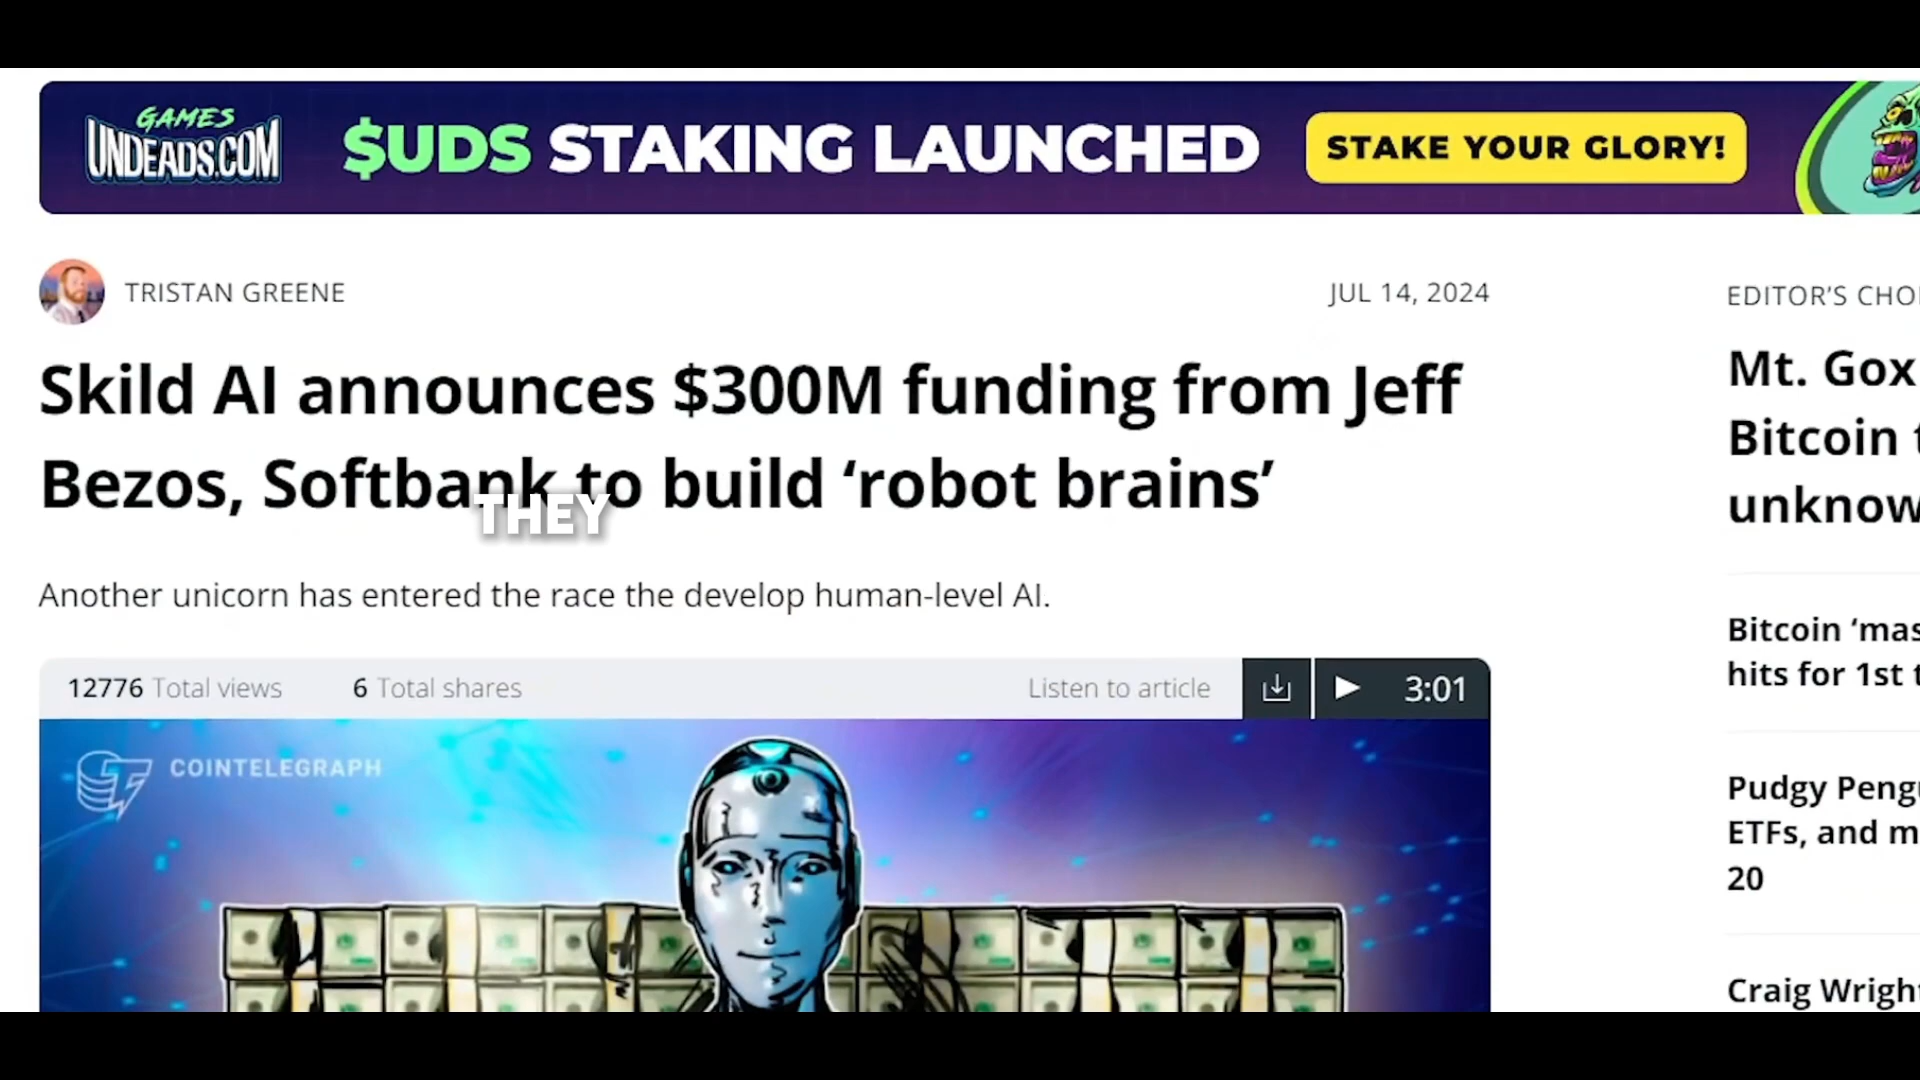 GAMES
UNDEADS.COM
$UDS STAKING LAUNCHED
STAKE YOUR GLORY!
TRISTAN GREENE
JUL 14, 2024
Skild AI announces $300M funding from Jeff
Bezos, Softbank to build ‘robot brains’
THEY
Another unicorn has entered the race the develop human-level AI.
12776 Total views
6 Total shares
Listen to article
3:01
COINTELEGRAPH
EDITOR’S CHO
Mt. Gox
Bitcoin t
unknow
Bitcoin ‘mas
hits for 1st t
Pudgy Peng
ETFs, and m
20
Craig Wrigh